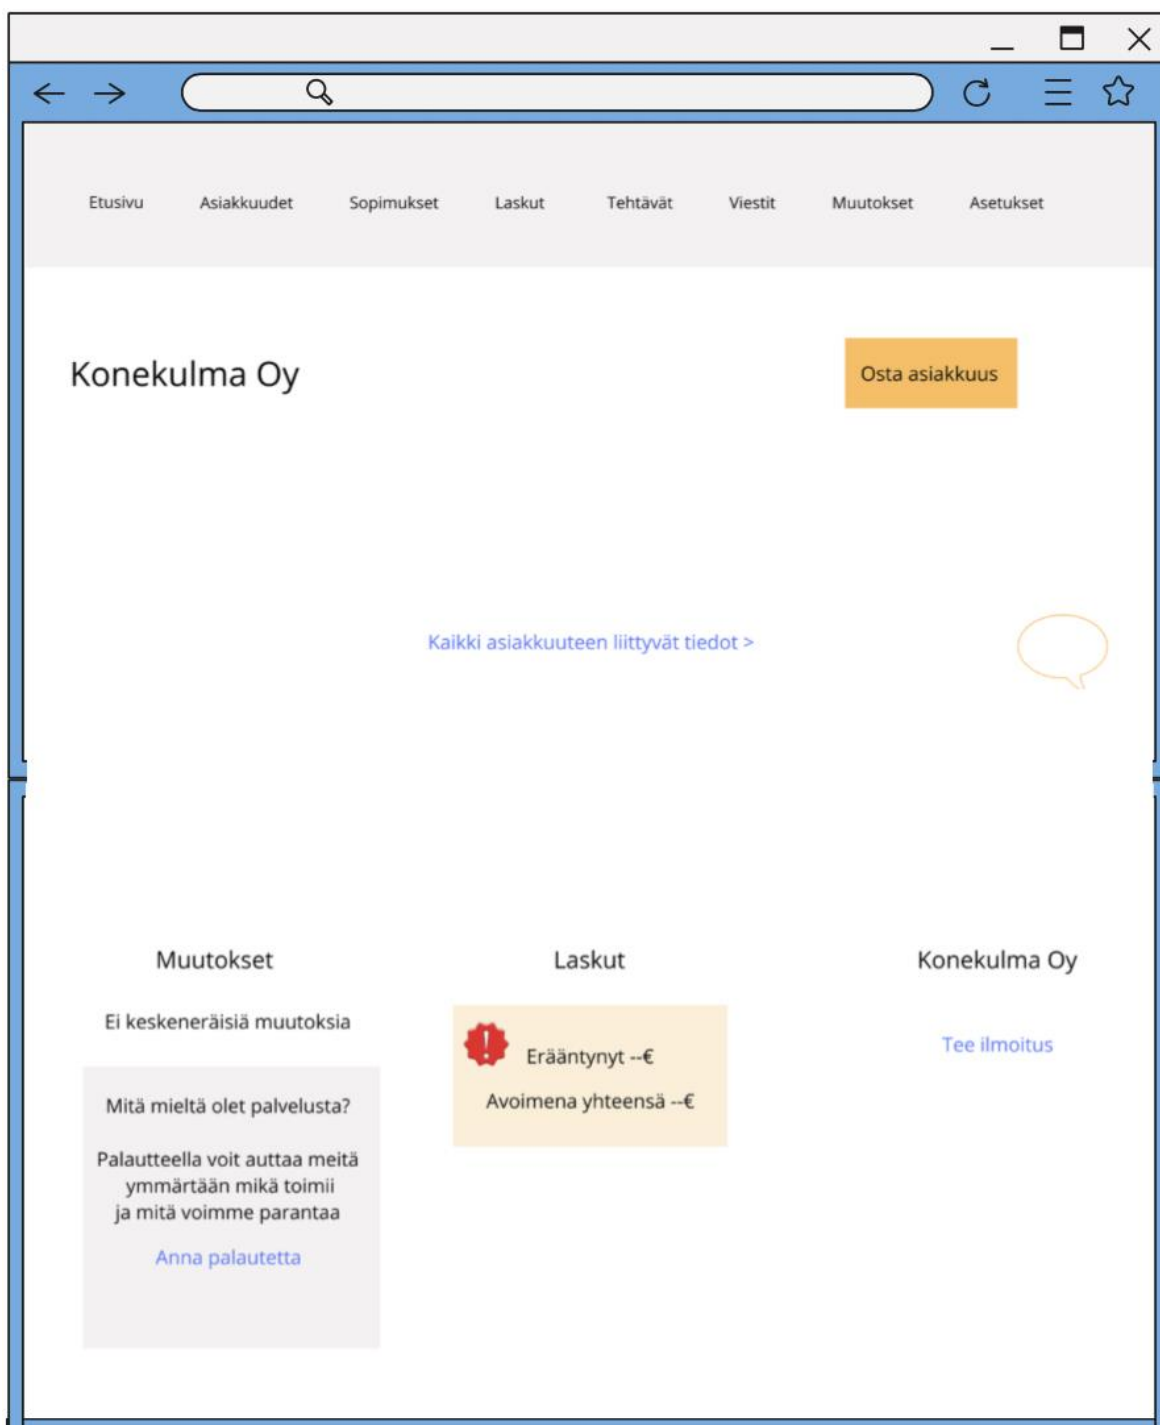 Etusivu Asiakkuudet Sopimukset Laskut Tehtävät Viestit Muutokset Asetukset
Konekulma Oy
Osta asiakkuus
Kaikki asiakkuuteen liittyvät tiedot >
Muutokset
Ei keskeneräisiä muutoksia
Mitä mieltä olet palvelusta?
Palautteella voit auttaa meitä
ymmärtään mikä toimii
ja mitä voimme parantaa
Anna palautetta
Laskut
Erääntynyt --€
Avoimena yhteensä --€
Konekulma Oy
Tee ilmoitus